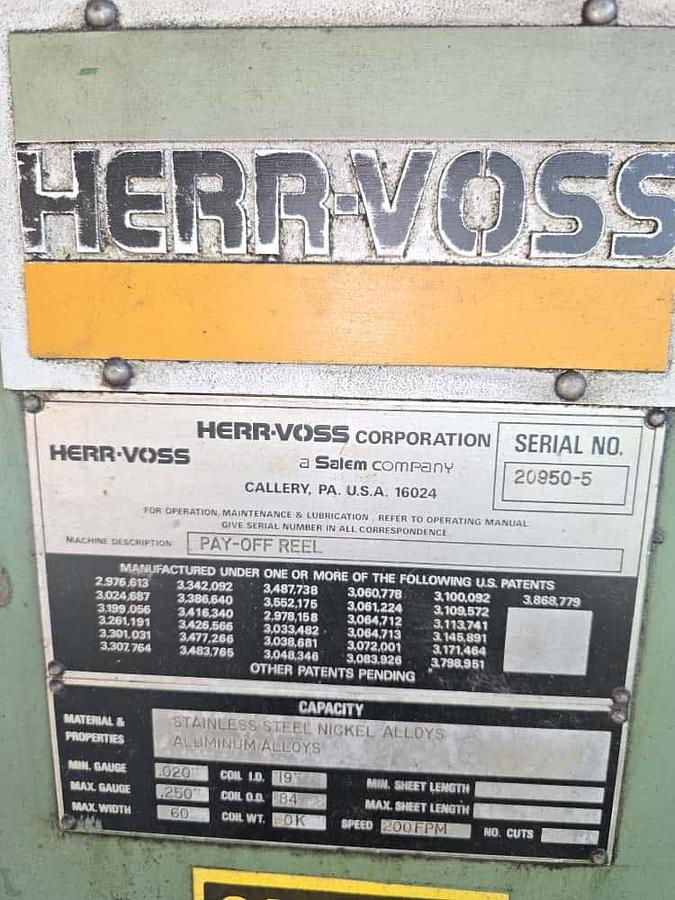 HERR-VOSS
HERR-VOSS CORPORATION
HERR-VOSS
a Salem company
CALLERY, PA. U.S.A. 16024
SERIAL NO.
20950-5
FOR OPERATION, MAINTENANCE & LUBRICATION, REFER TO OPERATING MANUAL
GIVE SERIAL NUMBER IN ALL CORRESPONDENCE.
MACHINE DESCRIPTION PAY-OFF REEL
MANUFACTURED UNDER ONE OR MORE OF THE FOLLOWING U.S. PATENTS
2,976,613 3,342,092 3,487,738 3,060,778 3,100,092 3,868,779
3,024,687 3,386,640 3,552,175 3,061,224 3,109,572
3,199,056 3,416,340 2,978,158 3,064,712 3,113,741
3,261,191 3,426,566 3,033,482 3,064,713 3,145,891
3,301,031 3,477,266 3,038,681 3,072,001 3,171,464
3,307,764 3,483,765 3,048,346 3,083,926 3,798,951
OTHER PATENTS PENDING
CAPACITY
MATERIAL & PROPERTIES STAINLESS STEEL NICKEL ALLOYS
ALUMINUM ALLOYS
MIN. GAUGE .020" COIL I.D. 19" MIN. SHEET LENGTH
MAX. GAUGE .250" COIL O.D. 84 MAX. SHEET LENGTH
MAX. WIDTH 60 COIL WT. 0K SPEED 200FPM NO. CUTS